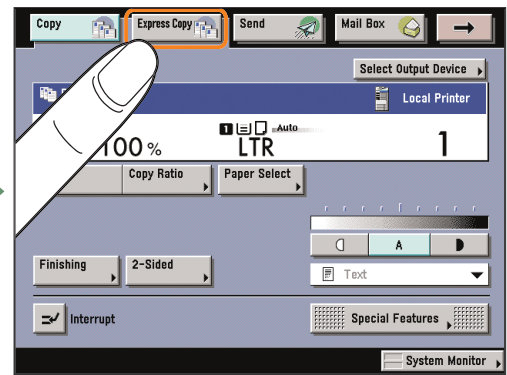 Copy
Express Copy
Send
Mail Box
Select Output Device
Local Printer
100 %
1
Auto
LTR
1
Copy Ratio
Paper Select
A
Finishing
2-Sided
Text
Interrupt
Special Features
System Monitor